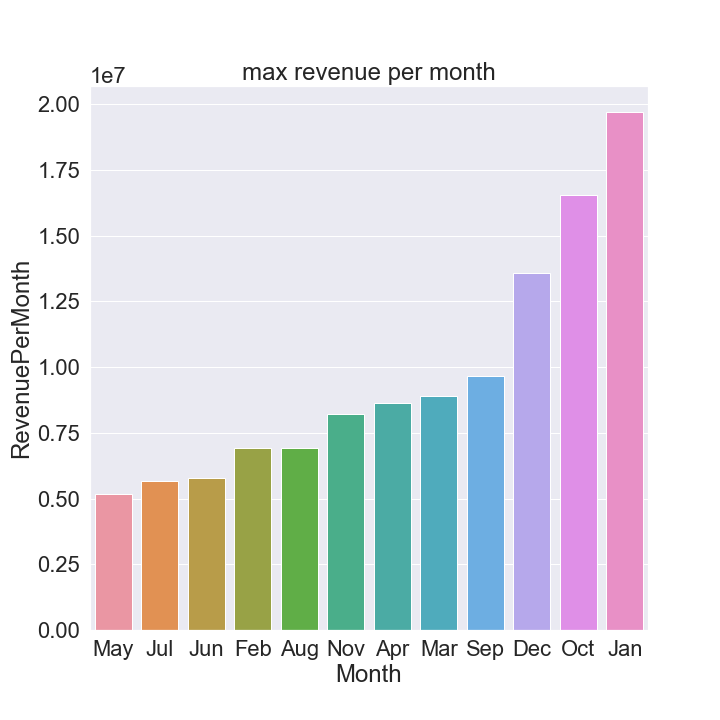 max revenue per month
1e7
2.00
1.75
1.50
1.25
1.00
0.75
0.50
0.25
0.00
RevenuePerMonth
May Jul Jun Feb Aug Nov Apr Mar Sep Dec Oct Jan
Month